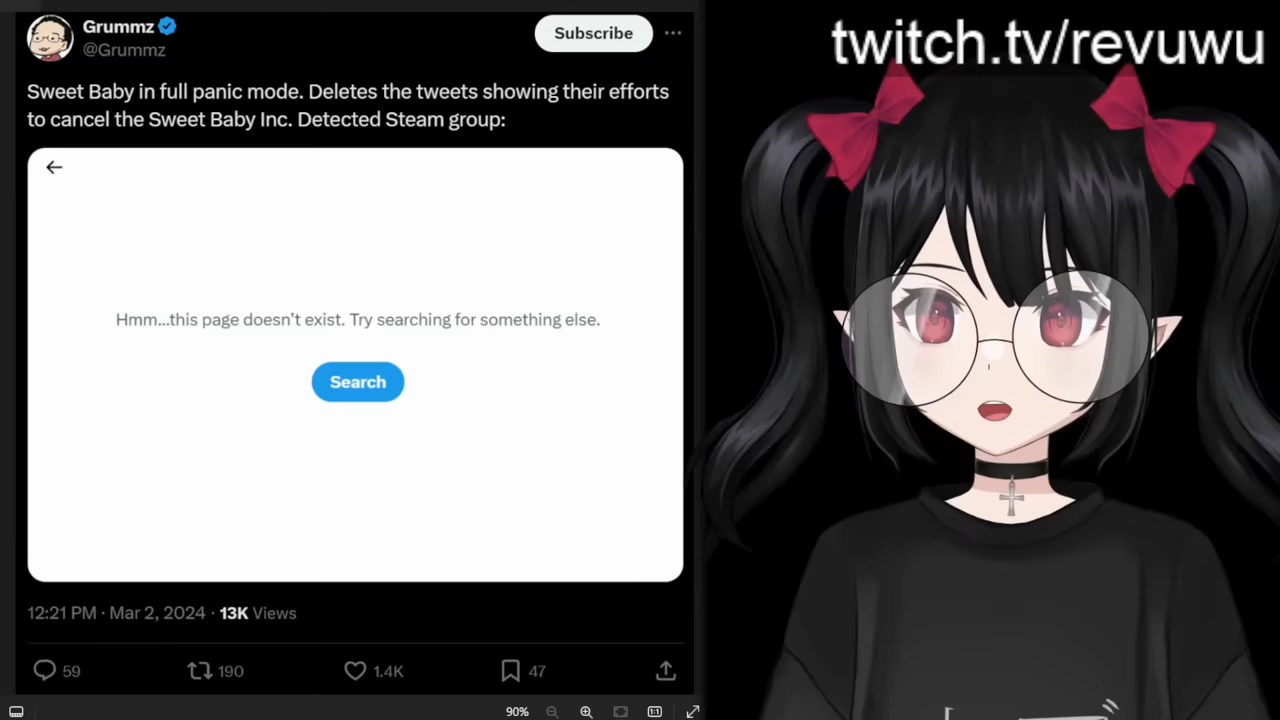 Grummz
@Grummz
Subscribe
twitch.tv/revuwu
Sweet Baby in full panic mode. Deletes the tweets showing their efforts
to cancel the Sweet Baby Inc. Detected Steam group:
Hmm...this page doesn’t exist. Try searching for something else.
Search
12:21 PM · Mar 2, 2024 · 13K Views
59 190 1.4K 47
90% 1:1